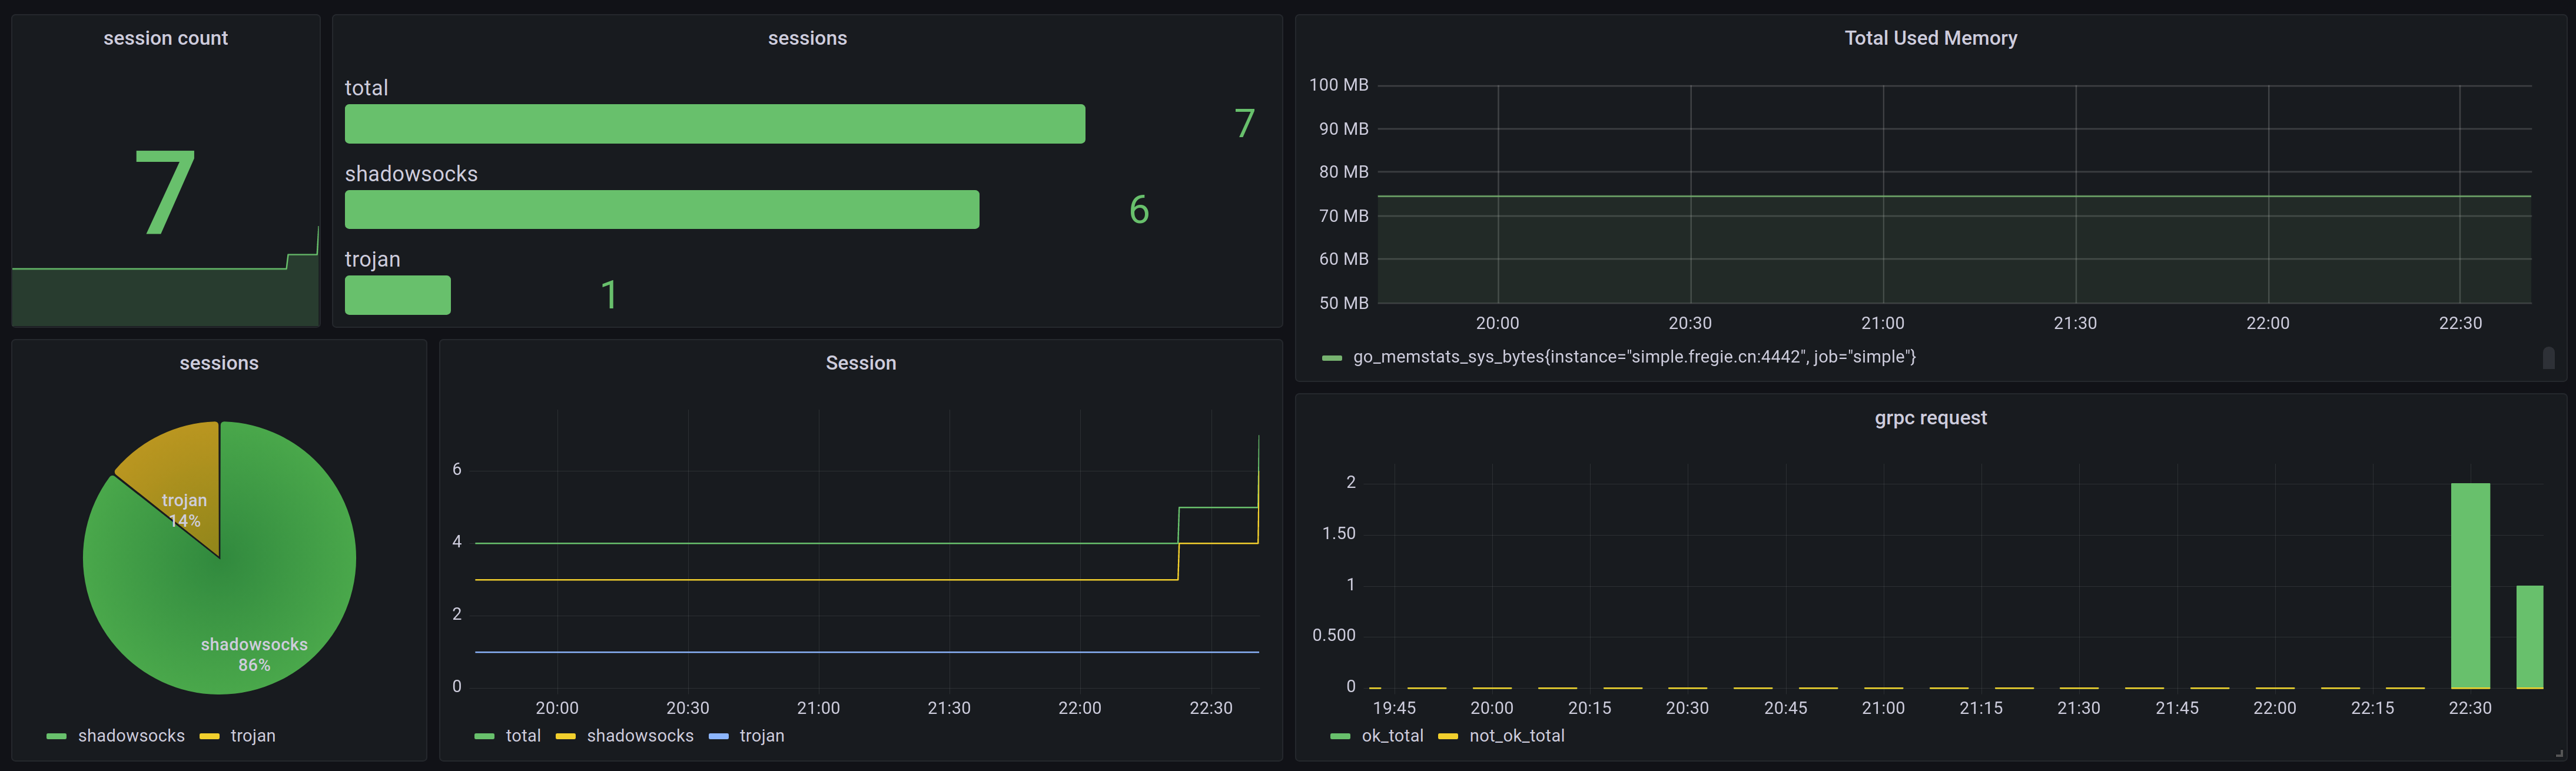 session count
7
sessions
total
7
shadowsocks
6
trojan
1
Total Used Memory
100 MB
90 MB
80 MB
70 MB
60 MB
50 MB
20:00 20:30 21:00 21:30 22:00 22:30
go_memstats_sys_bytes{instance="simple.fregie.cn:4442", job="simple"}
sessions
trojan
14%
shadowsocks
86%
shadowsocks trojan
Session
6
4
2
0
20:00 20:30 21:00 21:30 22:00 22:30
total shadowsocks trojan
grpc request
2
1.50
1
0.500
0
19:45 20:00 20:15 20:30 20:45 21:00 21:15 21:30 21:45 22:00 22:15 22:30
ok_total not_ok_total